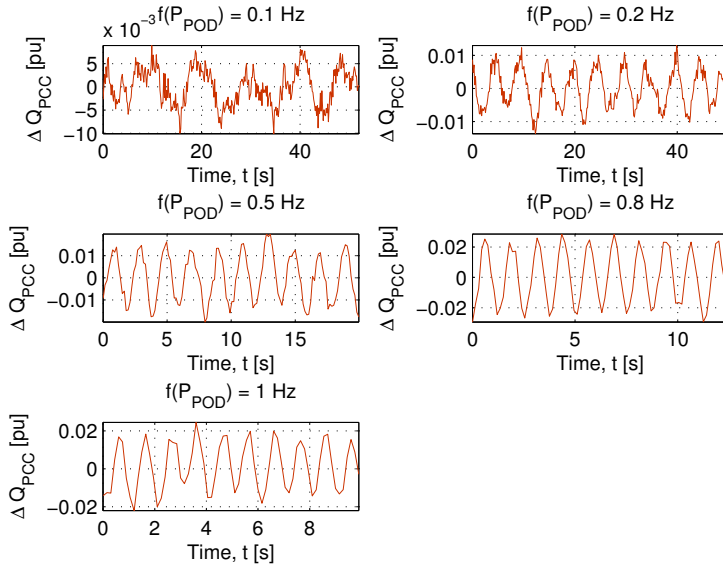 f(P_POD) = 0.1 Hz
x 10^-3
5
0
−5
−10
Δ Q_PCC [pu]
0 20 40
Time, t [s]
f(P_POD) = 0.2 Hz
0.01
0
−0.01
Δ Q_PCC [pu]
0 20 40
Time, t [s]
f(P_POD) = 0.5 Hz
0.01
0
−0.01
Δ Q_PCC [pu]
0 5 10 15
Time, t [s]
f(P_POD) = 0.8 Hz
0.02
0
−0.02
Δ Q_PCC [pu]
0 5 10
Time, t [s]
f(P_POD) = 1 Hz
0.02
0
−0.02
Δ Q_PCC [pu]
0 2 4 6 8
Time, t [s]